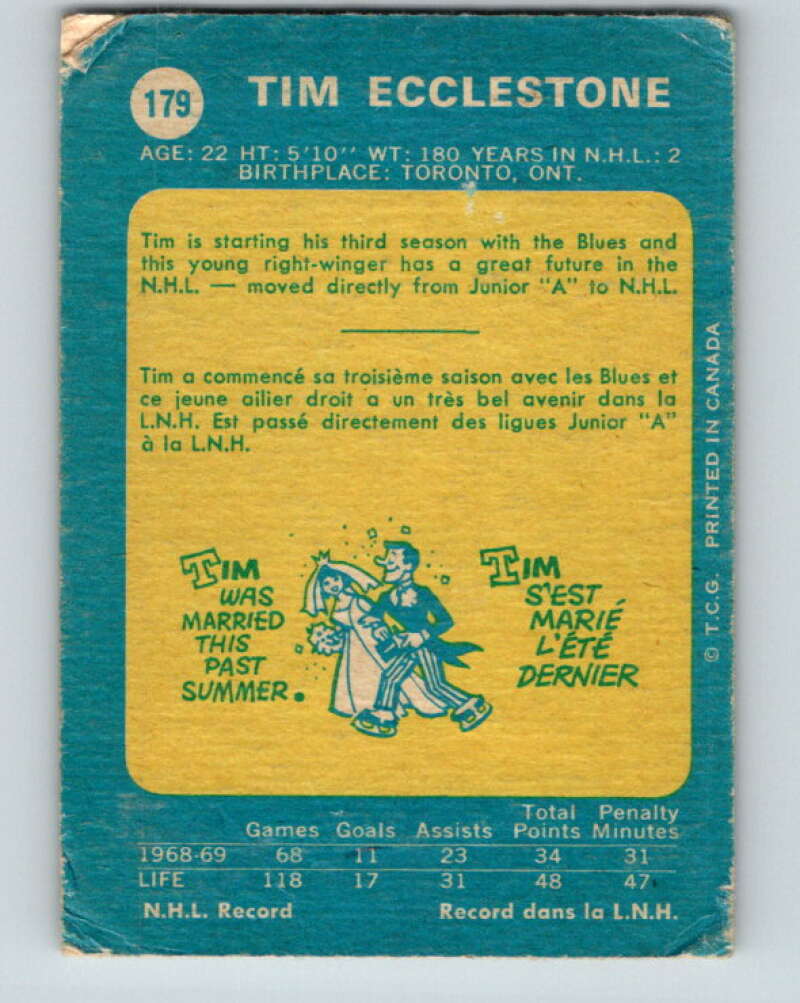 179 TIM ECCLESTONE
AGE: 22 HT: 5'10'' WT: 180 YEARS IN N.H.L.: 2
BIRTHPLACE: TORONTO, ONT.
Tim is starting his third season with the Blues and
this young right-winger has a great future in the
N.H.L. — moved directly from Junior "A" to N.H.L.
Tim a commencé sa troisième saison avec les Blues et
ce jeune ailier droit a un très bel avenir dans la
L.N.H. Est passé directement des ligues Junior "A"
à la L.N.H.
TIM
WAS
MARRIED
THIS
PAST
SUMMER.
TIM
S'EST
MARIÉ
L'ÉTÉ
DERNIER
© T.C.G. PRINTED IN CANADA
Total Penalty
Games Goals Assists Points Minutes
1968-69 68 11 23 34 31
LIFE 118 17 31 48 47
N.H.L. Record Record dans la L.N.H.